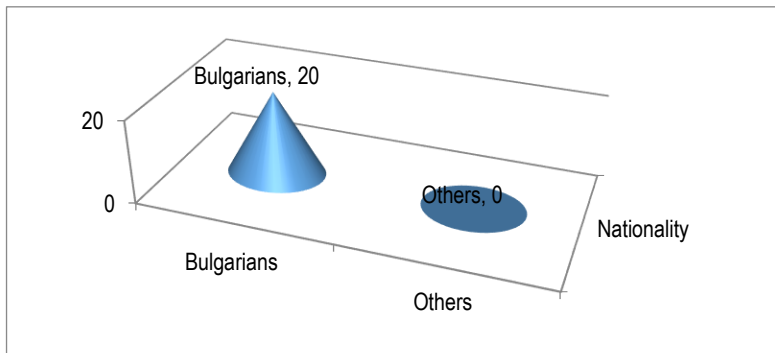 Bulgarians, 20
20
Others, 0
0
Nationality
Bulgarians
Others